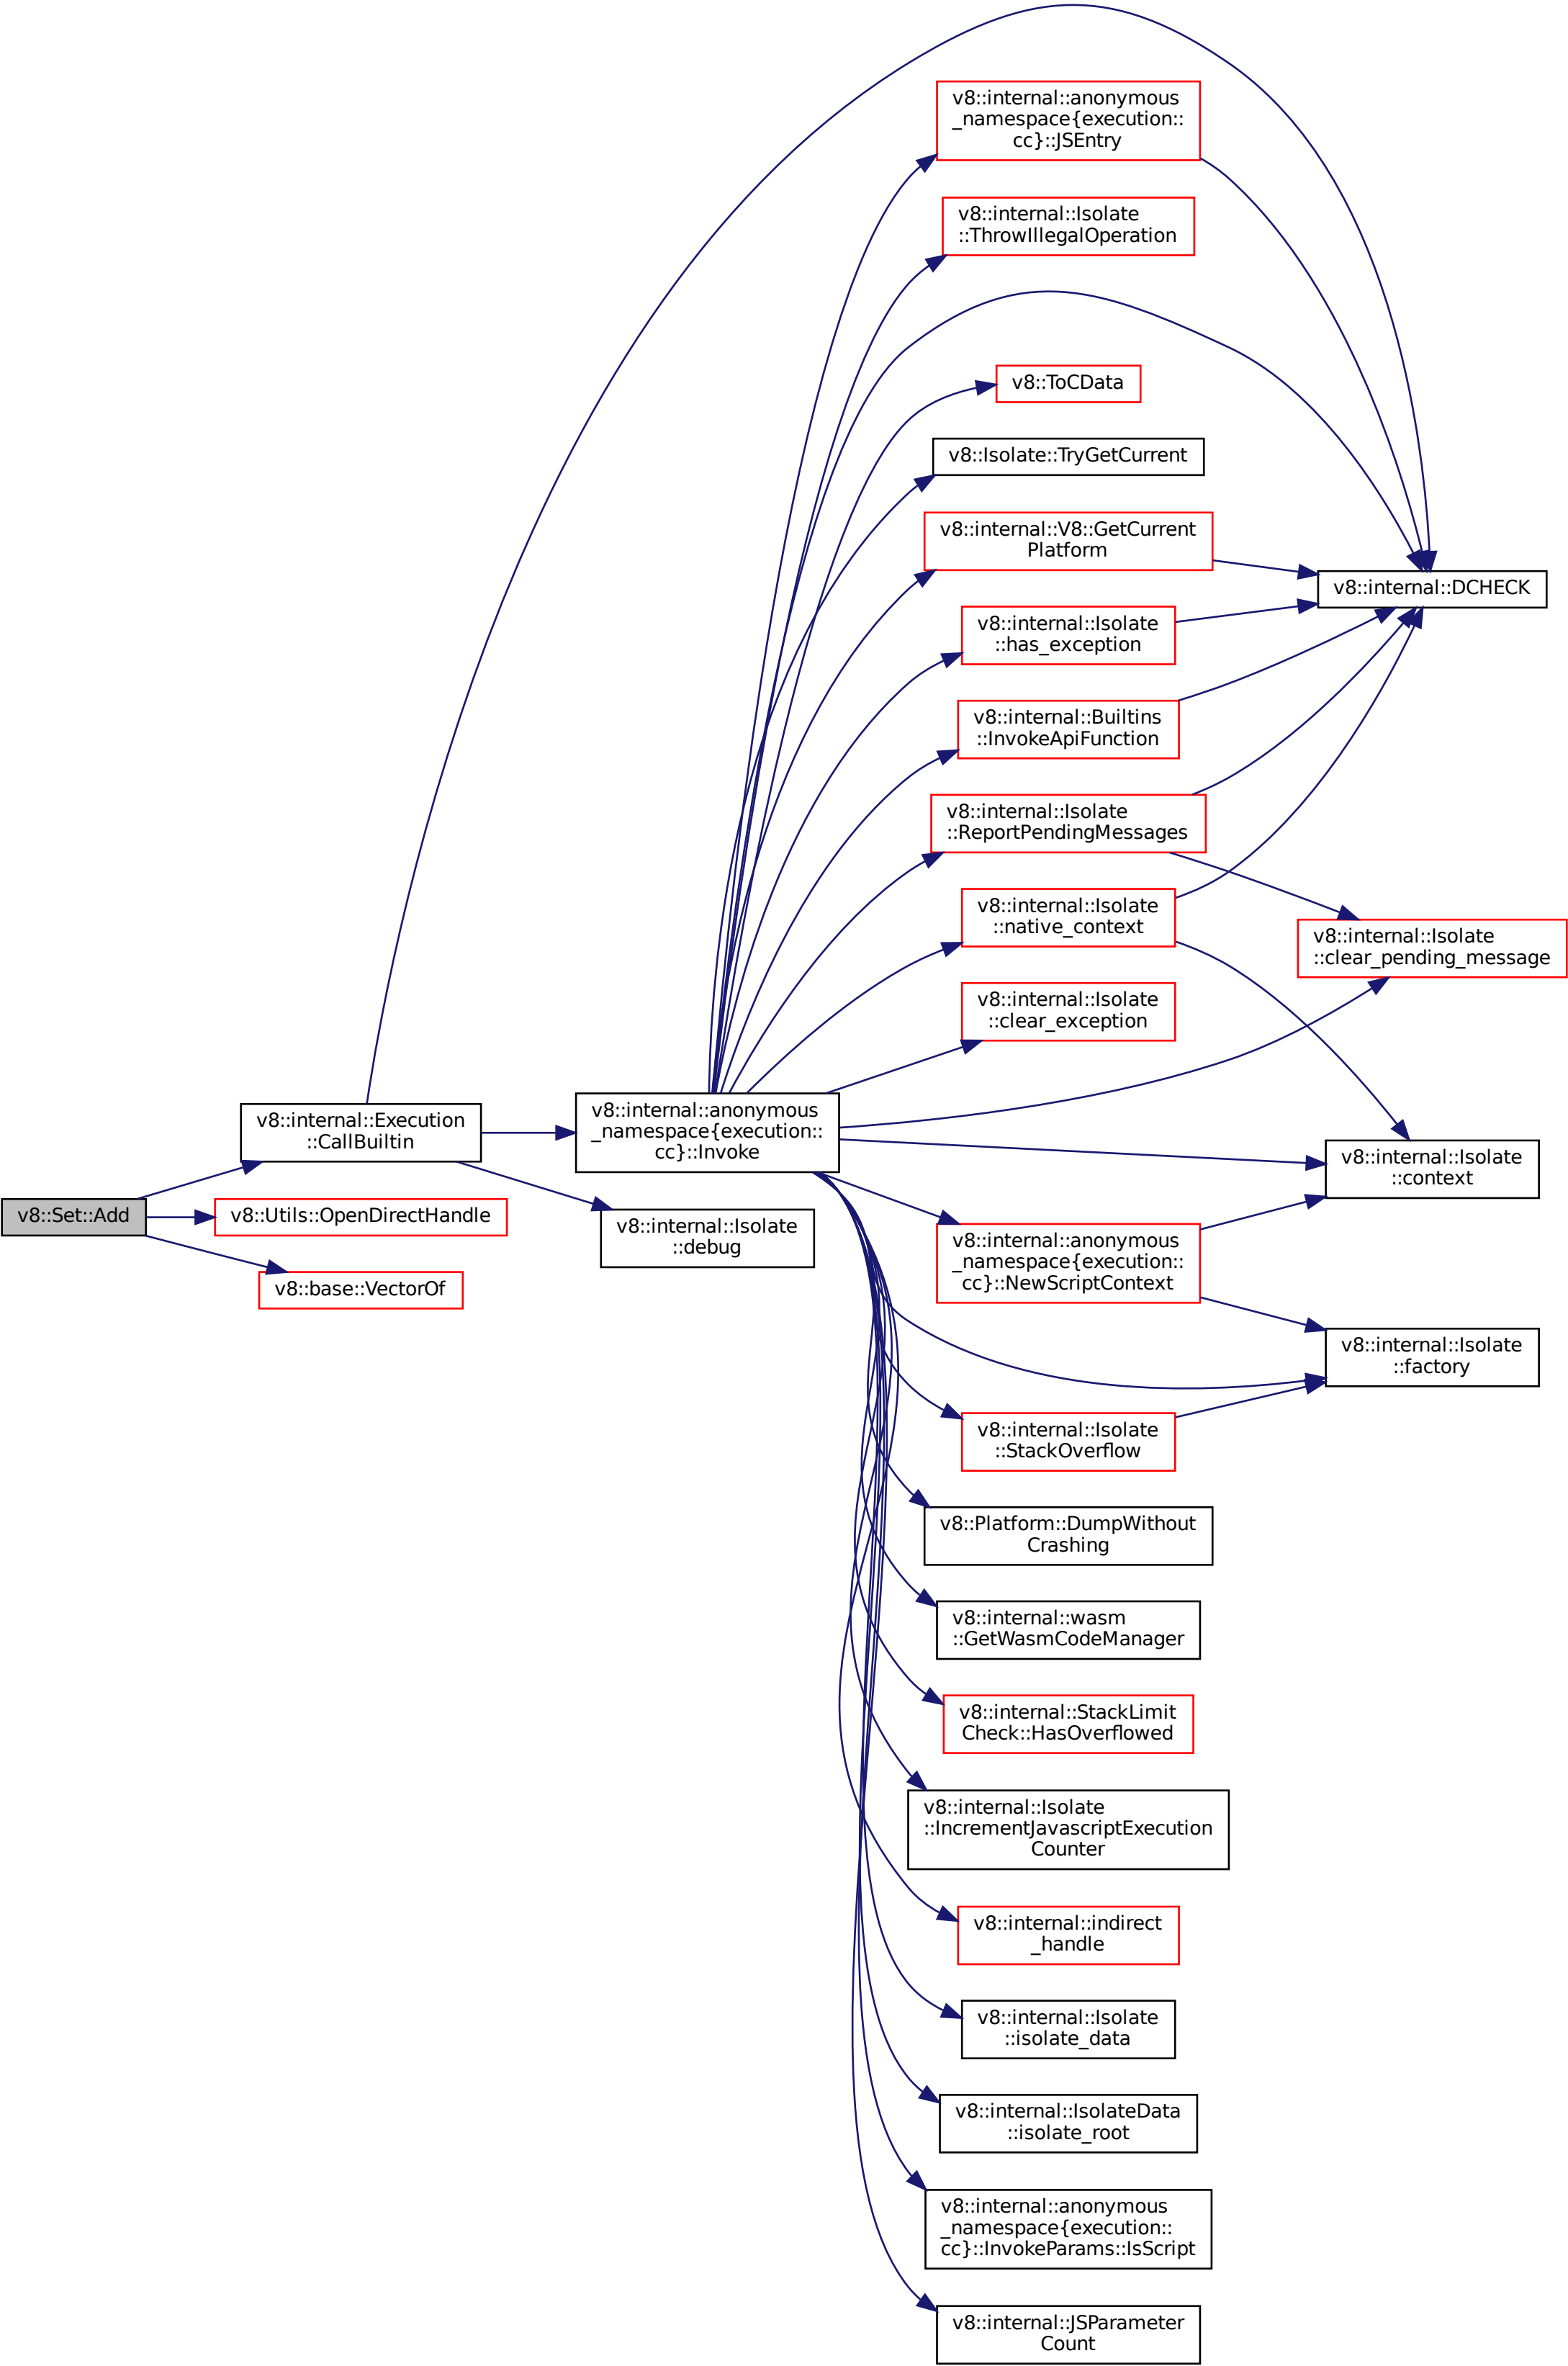 v8::internal::anonymous
_namespace{execution::
cc}::JSEntry
v8::internal::Isolate
::ThrowIllegalOperation
v8::ToCData
v8::Isolate::TryGetCurrent
v8::internal::V8::GetCurrent
Platform
v8::internal::DCHECK
v8::internal::Isolate
::has_exception
v8::internal::Builtins
::InvokeApiFunction
v8::internal::Isolate
::ReportPendingMessages
v8::internal::Isolate
::native_context
v8::internal::Isolate
::clear_pending_message
v8::internal::Isolate
::clear_exception
v8::internal::Execution
::CallBuiltin
v8::internal::anonymous
_namespace{execution::
cc}::Invoke
v8::internal::Isolate
::context
v8::Set::Add
v8::Utils::OpenDirectHandle
v8::internal::Isolate
::debug
v8::base::VectorOf
v8::internal::anonymous
_namespace{execution::
cc}::NewScriptContext
v8::internal::Isolate
::factory
v8::internal::Isolate
::StackOverflow
v8::Platform::DumpWithout
Crashing
v8::internal::wasm
::GetWasmCodeManager
v8::internal::StackLimit
Check::HasOverflowed
v8::internal::Isolate
::IncrementJavascriptExecution
Counter
v8::internal::indirect
_handle
v8::internal::Isolate
::isolate_data
v8::internal::IsolateData
::isolate_root
v8::internal::anonymous
_namespace{execution::
cc}::InvokeParams::IsScript
v8::internal::JSParameter
Count